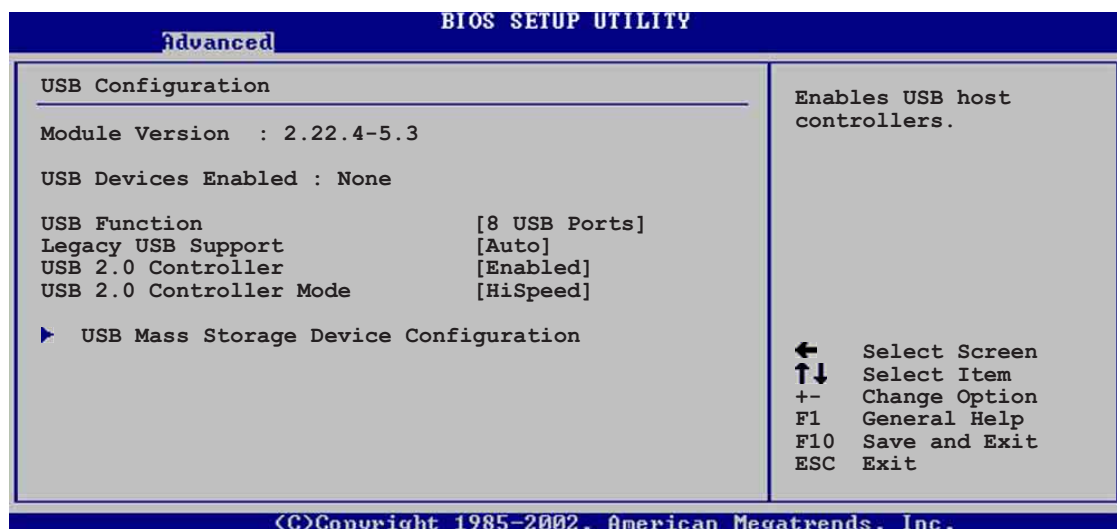 BIOS SETUP UTILITY
Advanced
USB Configuration
Module Version : 2.22.4-5.3
USB Devices Enabled : None
USB Function [8 USB Ports]
Legacy USB Support [Auto]
USB 2.0 Controller [Enabled]
USB 2.0 Controller Mode [HiSpeed]
USB Mass Storage Device Configuration
Enables USB host
controllers.
← Select Screen
↑↓ Select Item
+- Change Option
F1 General Help
F10 Save and Exit
ESC Exit
(C)Copyright 1985-2002, American Megatrends, Inc.